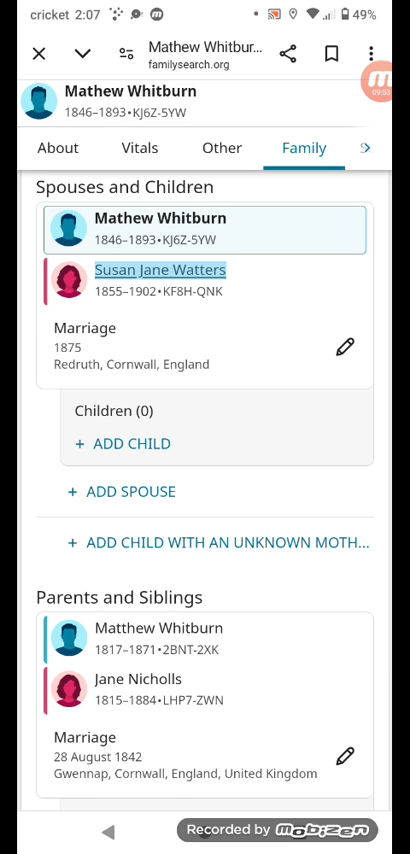 cricket 2:07 49%
Mathew Whitbur...
familysearch.org
09:53
Mathew Whitburn
1846–1893•KJ6Z-5YW
About Vitals Other Family
Spouses and Children
Mathew Whitburn
1846–1893•KJ6Z-5YW
Susan Jane Watters
1855–1902•KF8H-QNK
Marriage
1875
Redruth, Cornwall, England
Children (0)
+ ADD CHILD
+ ADD SPOUSE
+ ADD CHILD WITH AN UNKNOWN MOTH...
Parents and Siblings
Matthew Whitburn
1817–1871•2BNT-2XK
Jane Nicholls
1815–1884•LHP7-ZWN
Marriage
28 August 1842
Gwennap, Cornwall, England, United Kingdom
Recorded by mobizen